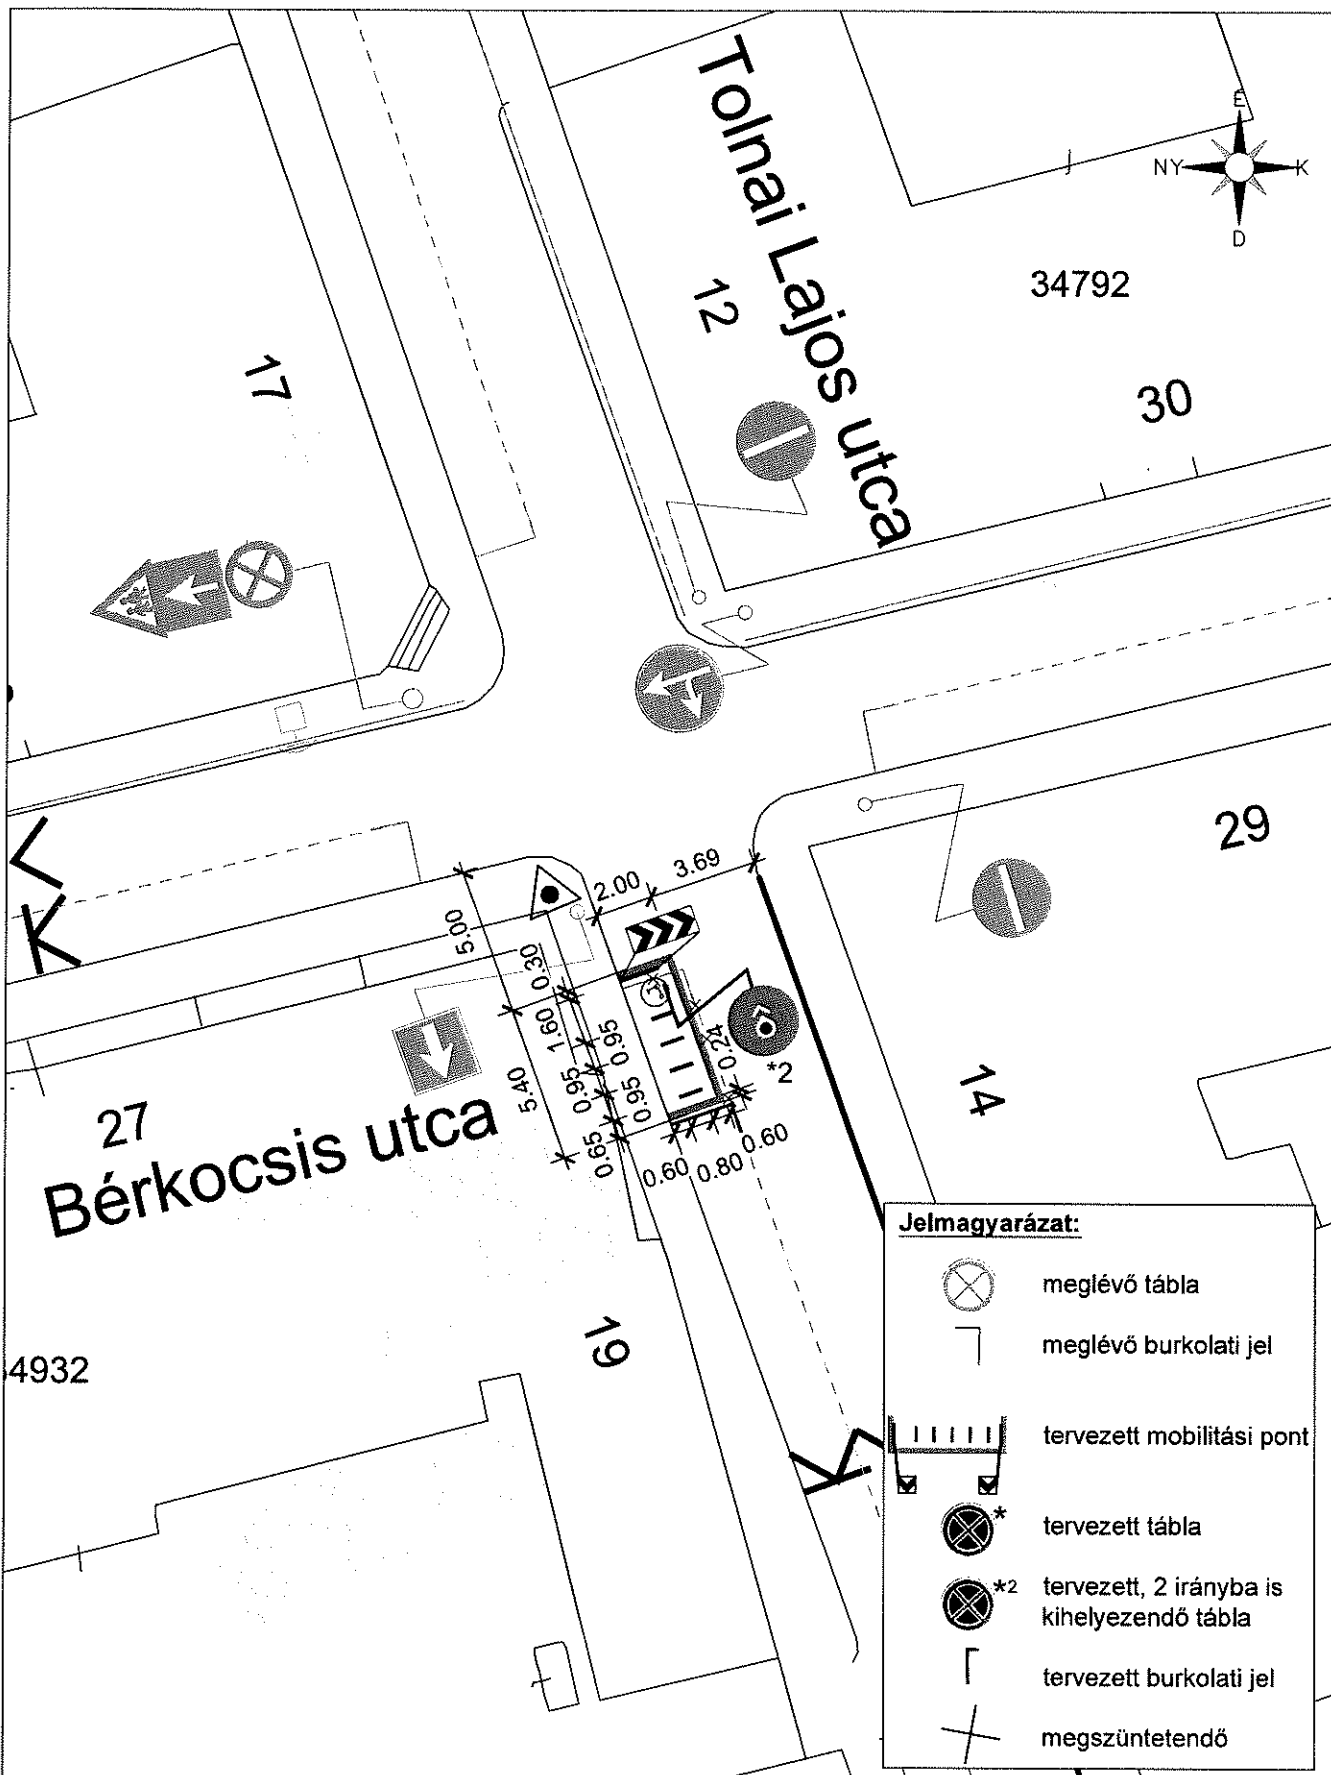 Tolnai Lajos utca
É
NY
K
D
34792
12
17
30
29
3.69
2.00
5.00
0.30
1.60
0.95
5.40
0.95
0.95
0.24
*2
0.65
0.60
0.80
0.60
14
27
Bérkocsis utca
19
4932
Jelmagyarázat:
meglévő tábla
meglévő burkolati jel
tervezett mobilitási pont
* tervezett tábla
*2 tervezett, 2 irányba is
kihelyezendő tábla
tervezett burkolati jel
megszüntetendő